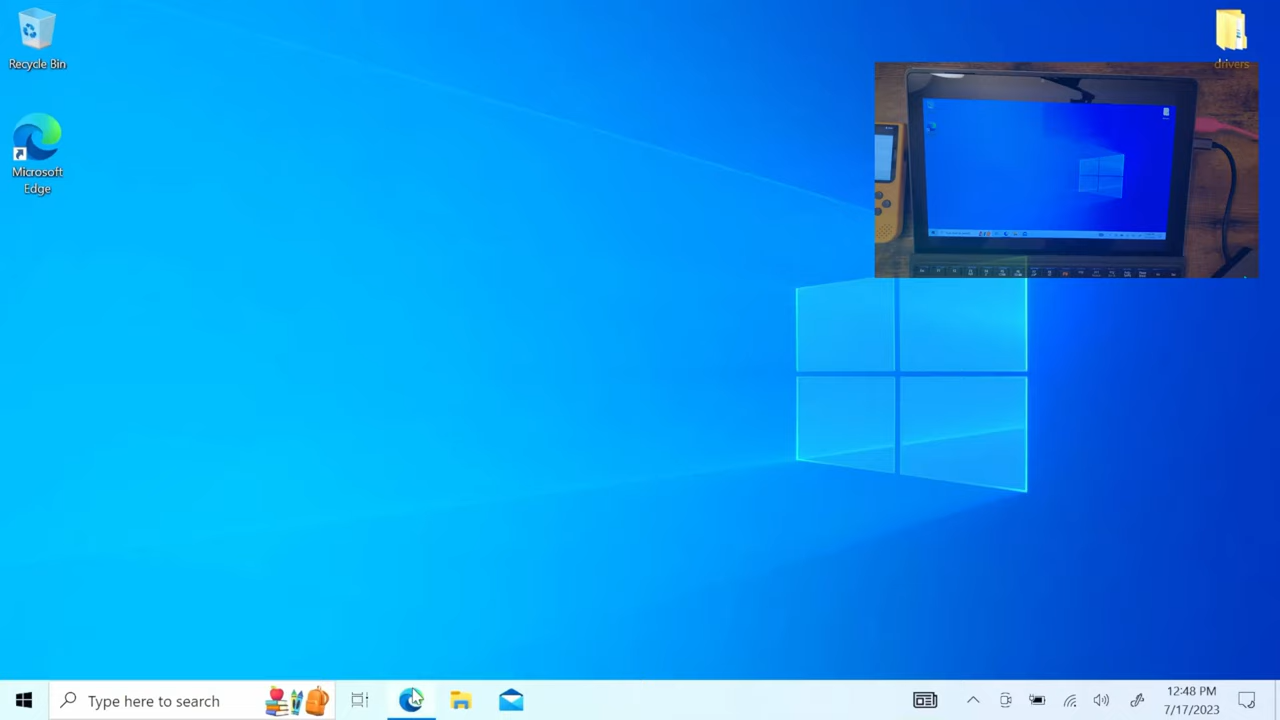 Recycle Bin
Microsoft
Edge
drivers
Type here to search
12:48 PM
7/17/2023